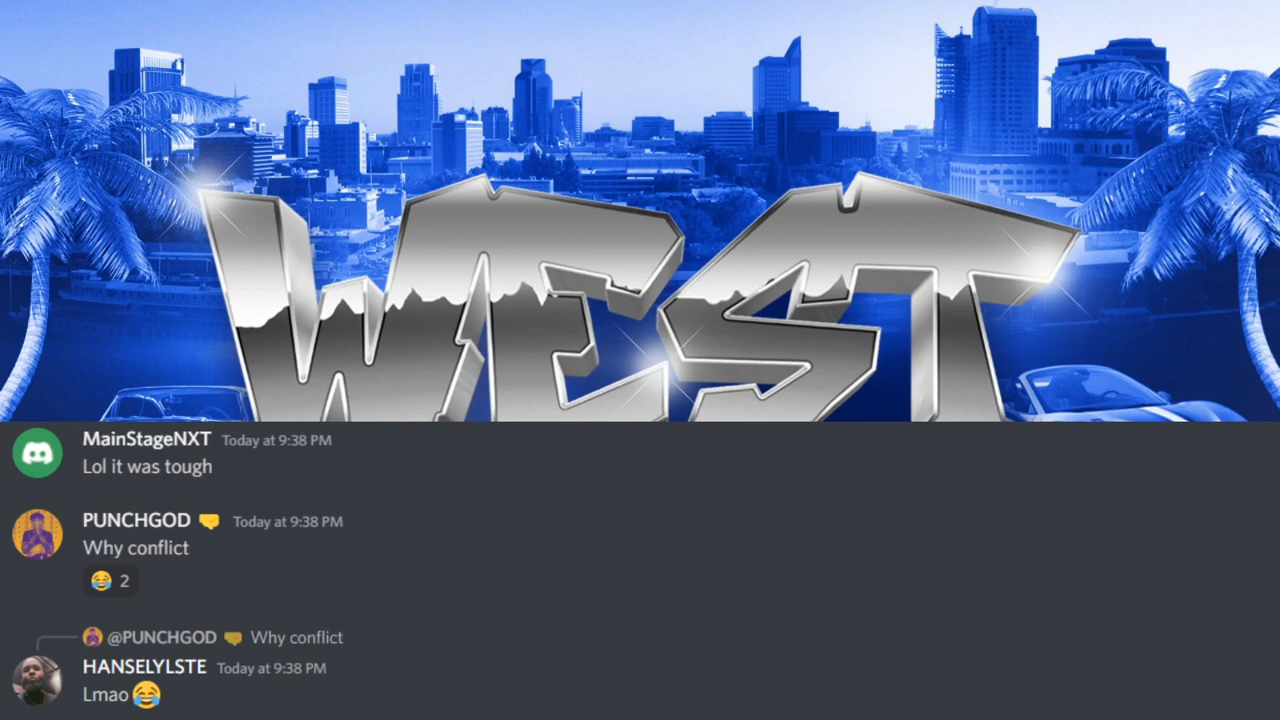 WEST
MainStageNXT Today at 9:38 PM
Lol it was tough
PUNCHGOD 🤜 Today at 9:38 PM
Why conflict
😂 2
@PUNCHGOD 🤜 Why conflict
HANSELYLSTE Today at 9:38 PM
Lmao 😂